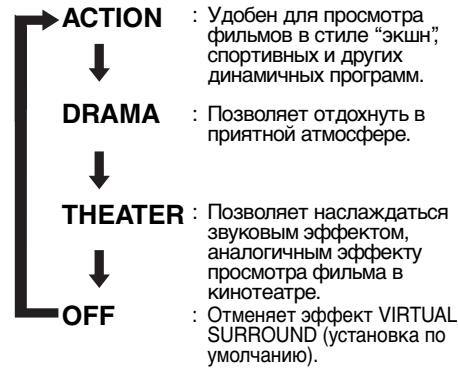 ACTION : Удобен для просмотра
фильмов в стиле “экшн”,
спортивных и других
динамичных программ.
DRAMA : Позволяет отдохнуть в
приятной атмосфере.
THEATER : Позволяет наслаждаться
звуковым эффектом,
аналогичным эффекту
просмотра фильма в
кинотеатре.
OFF : Отменяет эффект VIRTUAL
SURROUND (установка по
умолчанию).